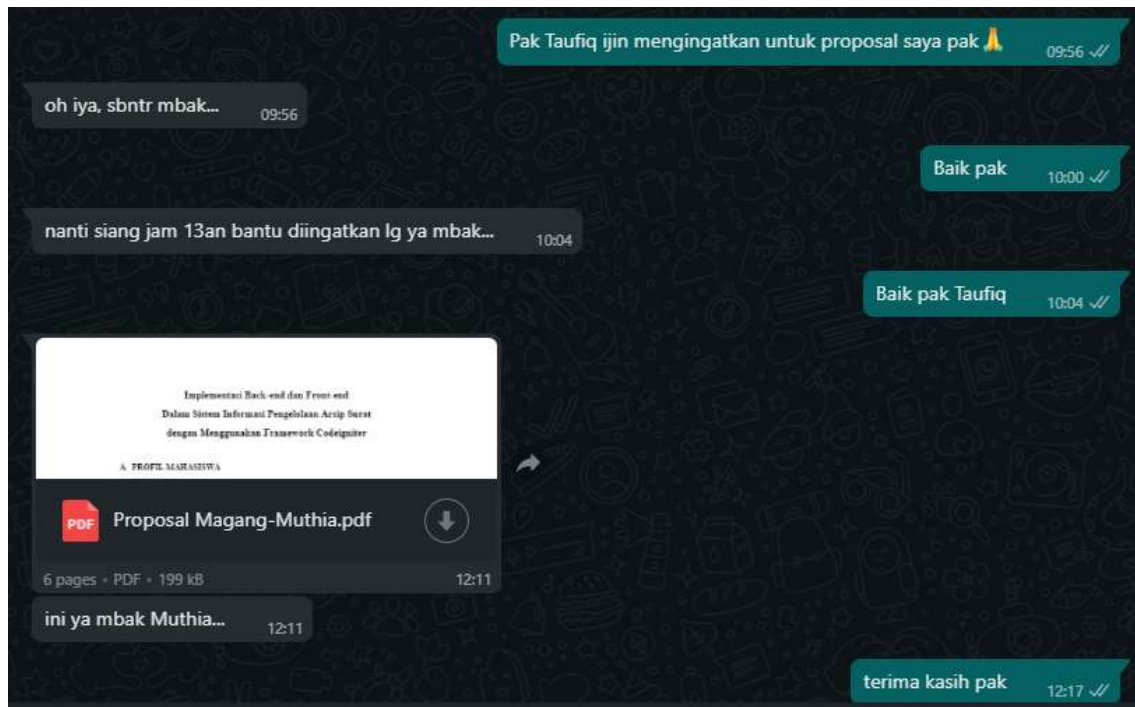 Pak Taufiq ijin mengingatkan untuk proposal saya pak 🙏 09:56
oh iya, sbntr mbak... 09:56
Baik pak 10:00
nanti siang jam 13an bantu diingatkan lg ya mbak... 10:04
Baik pak Taufiq 10:04
Implementasi Back-end dan Front-end
Dalam Sistem Informasi Pengelolaan Arsip Surat
dengan Menggunakan Framework Codeigniter
A. PROFIL MAHASISWA
PDF Proposal Magang-Muthia.pdf
6 pages • PDF • 199 kB 12:11
ini ya mbak Muthia... 12:11
terima kasih pak 12:17